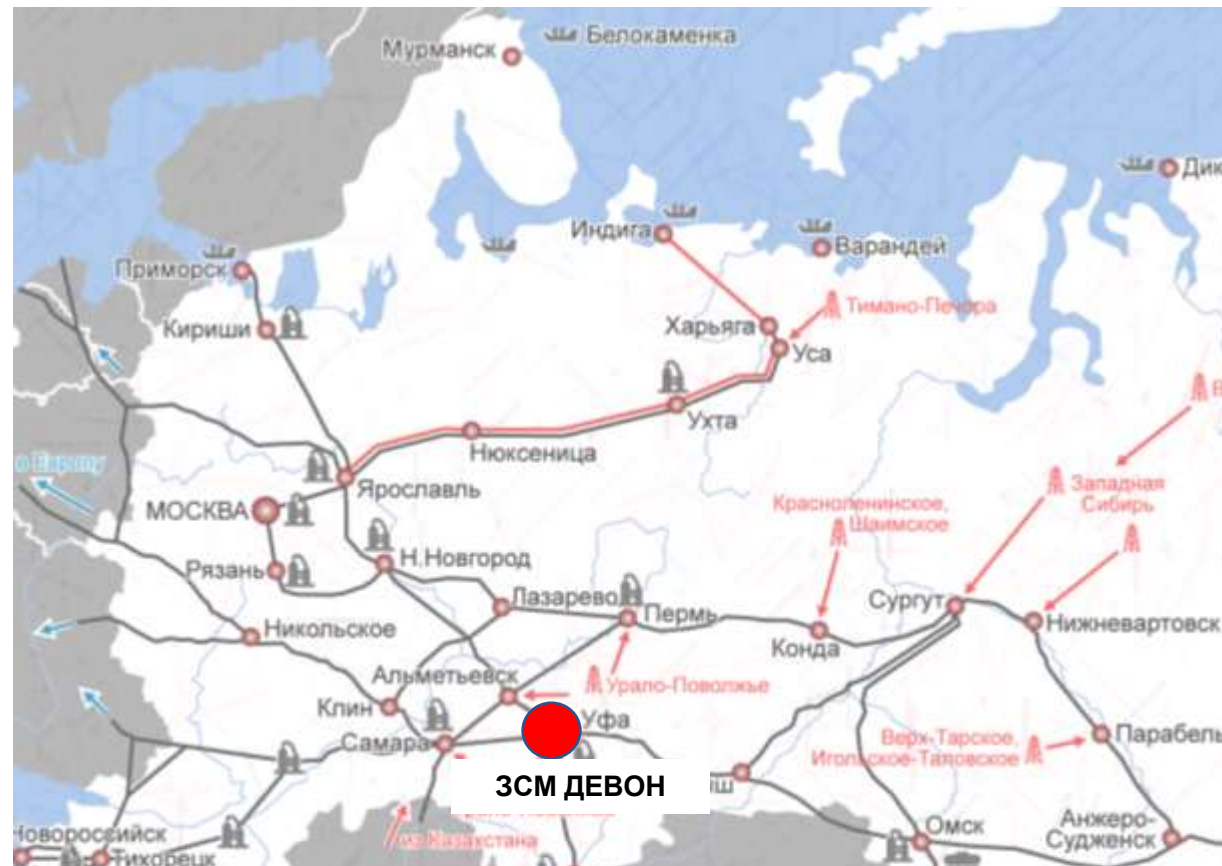 Белокаменка
Мурманск
Дик
Индига
Варандей
Приморск
Тимано-Печора
Харьяга
Кириши
Уса
В
Ухта
Нюксеница
в Европу
Ярославль
Западная
Сибирь
МОСКВА
Красноленинское,
Шаимское
Н.Новгород
Рязань
Лазарево
Пермь
Сургут
Нижневартовск
Никольское
Конда
Альметьевск
Урало-Поволжье
Клин
Уфа
Самара
Верх-Тарское,
Игольское-Таловское
Парабель
ЗСМ ДЕВОН
иш
из Казахстана
Омск
Анжеро-
Судженск
Новороссийск
Тихорецк